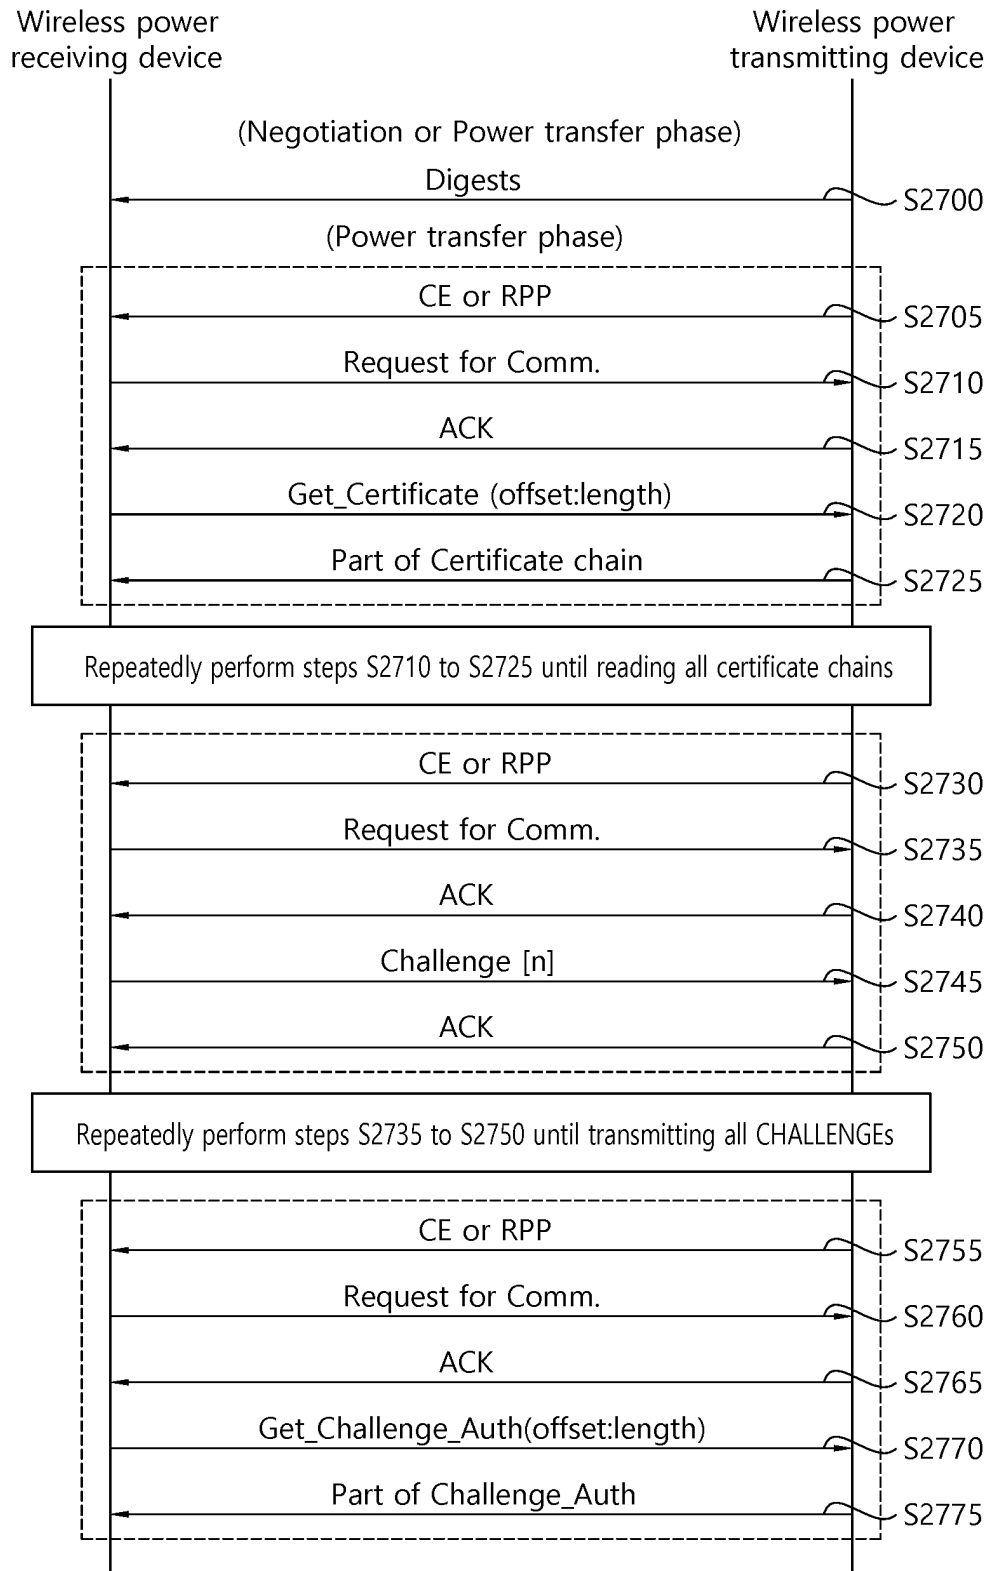 Wireless power
receiving device
Wireless power
transmitting device
(Negotiation or Power transfer phase)
Digests
S2700
(Power transfer phase)
CE or RPP
S2705
Request for Comm.
S2710
ACK
S2715
Get_Certificate (offset:length)
S2720
Part of Certificate chain
S2725
Repeatedly perform steps S2710 to S2725 until reading all certificate chains
CE or RPP
S2730
Request for Comm.
S2735
ACK
S2740
Challenge [n]
S2745
ACK
S2750
Repeatedly perform steps S2735 to S2750 until transmitting all CHALLENGEs
CE or RPP
S2755
Request for Comm.
S2760
ACK
S2765
Get_Challenge_Auth(offset:length)
S2770
Part of Challenge_Auth
S2775